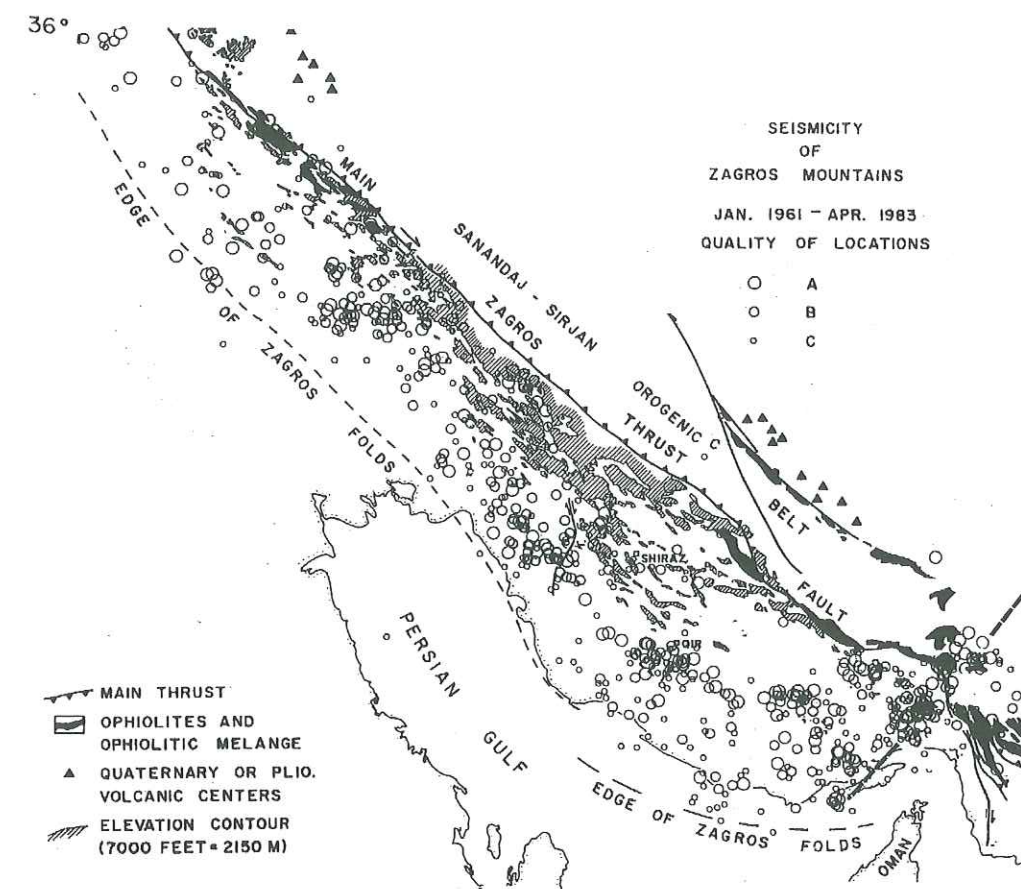 36°
SEISMICITY
OF
ZAGROS MOUNTAINS
JAN. 1961 – APR. 1983
QUALITY OF LOCATIONS
A
B
C
MAIN
ZAGROS
THRUST
FAULT
SANANDAJ - SIRJAN
OROGENIC C
BELT
EDGE
OF
ZAGROS
FOLDS
SHIRAZ
PERSIAN
GULF
EDGE OF ZAGROS FOLDS
OMAN
MAIN THRUST
OPHIOLITES AND
OPHIOLITIC MELANGE
QUATERNARY OR PLIO.
VOLCANIC CENTERS
ELEVATION CONTOUR
(7000 FEET = 2150 M)